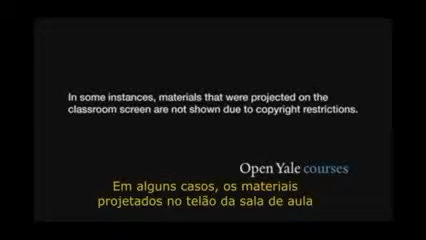 In some instances, materials that were projected on the
classroom screen are not shown due to copyright restrictions.
Open Yale courses
Em alguns casos, os materiais
projetados no telão da sala de aula